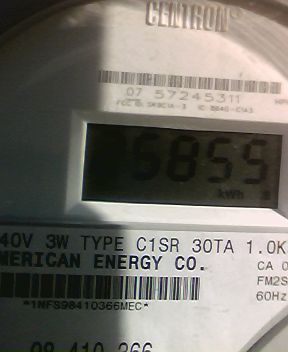 CENTRON®
07 57245311
5855
kWh
40V 3W TYPE C1SR 30TA 1.0K
MERICAN ENERGY CO.
CA 0
FM2S
*1NFS98410366MEC*
60Hz
98 410 366